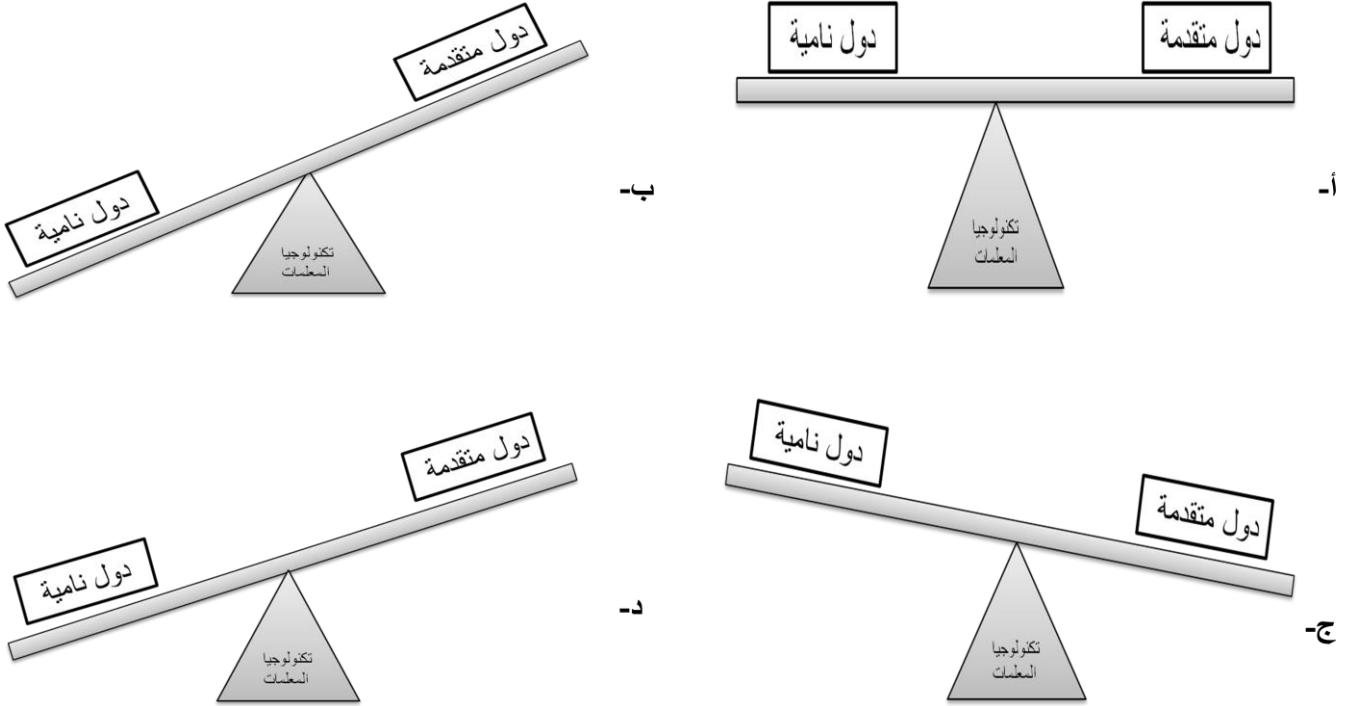 أ-
دول متقدمة
دول نامية
تكنولوجيا
المعلمات
ب-
دول متقدمة
دول نامية
تكنولوجيا
المعلمات
ج-
دول نامية
دول متقدمة
تكنولوجيا
المعلمات
د-
دول متقدمة
دول نامية
تكنولوجيا
المعلمات